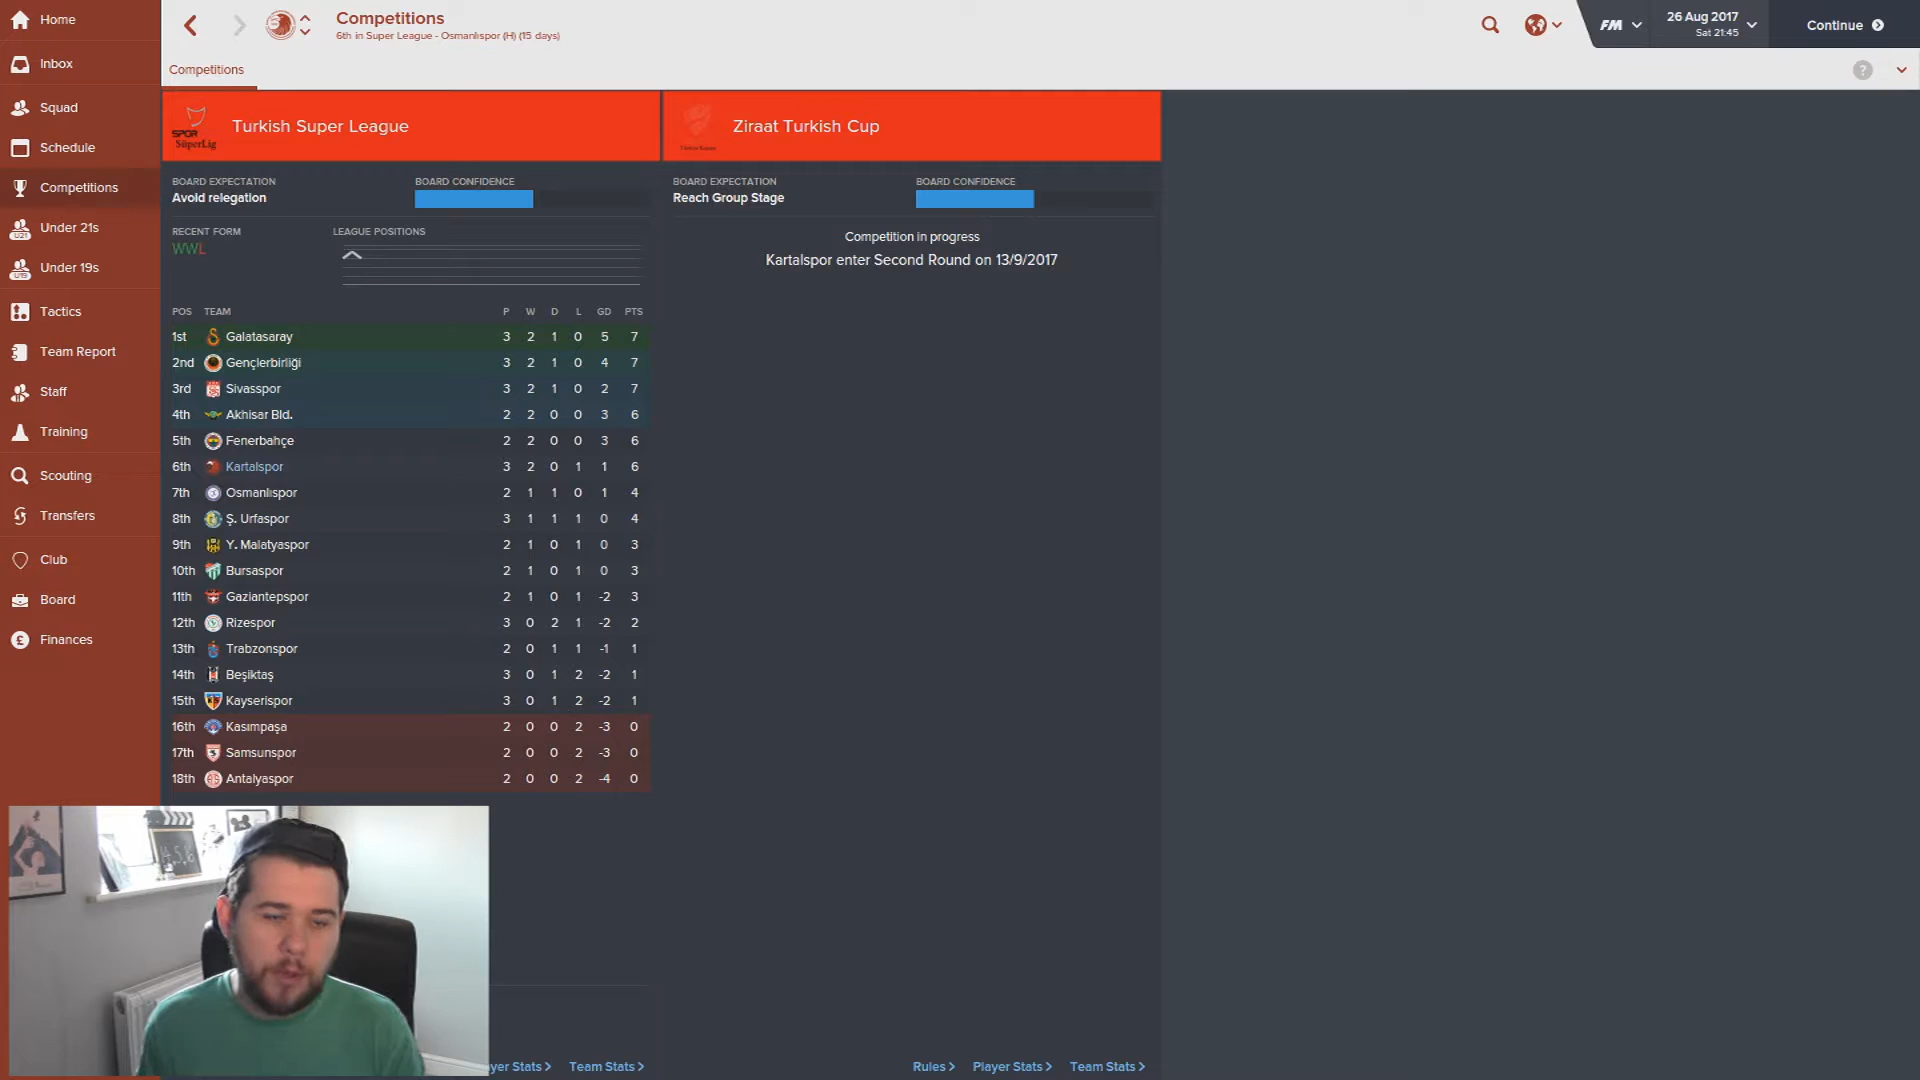 Home
Inbox
Squad
Schedule
Competitions
Under 21s
Under 19s
Tactics
Team Report
Staff
Training
Scouting
Transfers
Club
Board
Finances
Competitions
6th in Super League - Osmanlıspor (H) (15 days)
FM
26 Aug 2017
Sat 21:45
Continue
Competitions
?
SPOR
SüperLig
Turkish Super League
BOARD EXPECTATION
Avoid relegation
BOARD CONFIDENCE
RECENT FORM
WWL
LEAGUE POSITIONS
POS TEAM P W D L GD PTS
1st Galatasaray 3 2 1 0 5 7
2nd Gençlerbirliği 3 2 1 0 4 7
3rd Sivasspor 3 2 1 0 2 7
4th Akhisar Bld. 2 2 0 0 3 6
5th Fenerbahçe 2 2 0 0 3 6
6th Kartalspor 3 2 0 1 1 6
7th Osmanlıspor 2 1 1 0 1 4
8th Ş. Urfaspor 3 1 1 1 0 4
9th Y. Malatyaspor 2 1 0 1 0 3
10th Bursaspor 2 1 0 1 0 3
11th Gaziantepspor 2 1 0 1 -2 3
12th Rizespor 3 0 2 1 -2 2
13th Trabzonspor 2 0 1 1 -1 1
14th Beşiktaş 3 0 1 2 -2 1
15th Kayserispor 3 0 1 2 -2 1
16th Kasımpaşa 2 0 0 2 -3 0
17th Samsunspor 2 0 0 2 -3 0
18th Antalyaspor 2 0 0 2 -4 0
yer Stats >
Team Stats >
Ziraat Turkish Cup
BOARD EXPECTATION
Reach Group Stage
BOARD CONFIDENCE
Competition in progress
Kartalspor enter Second Round on 13/9/2017
Rules >
Player Stats >
Team Stats >